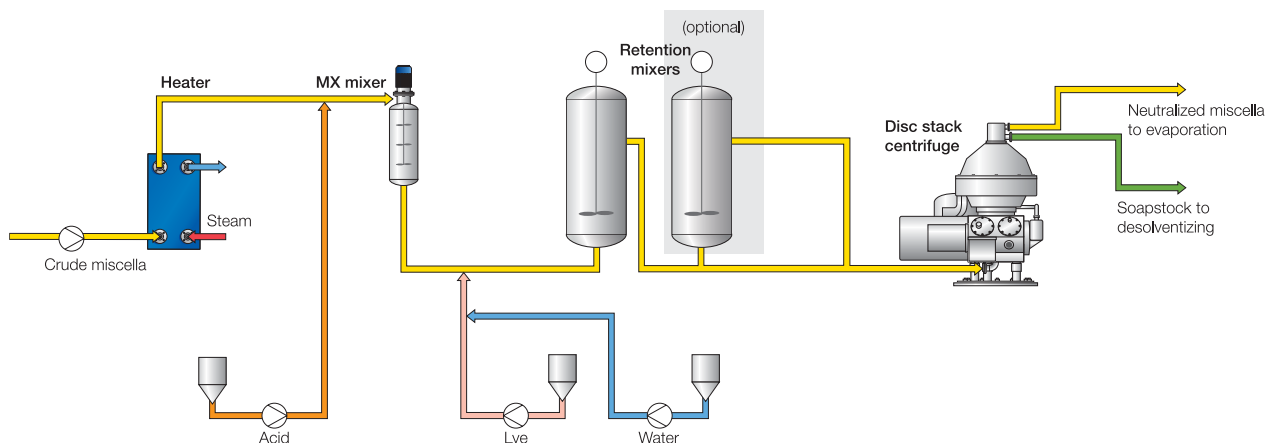 (optional)
Retention
mixers
Heater
MX mixer
Disc stack
centrifuge
Neutralized miscella
to evaporation
Steam
Soapstock to
desolventizing
Crude miscella
Acid
Lye
Water